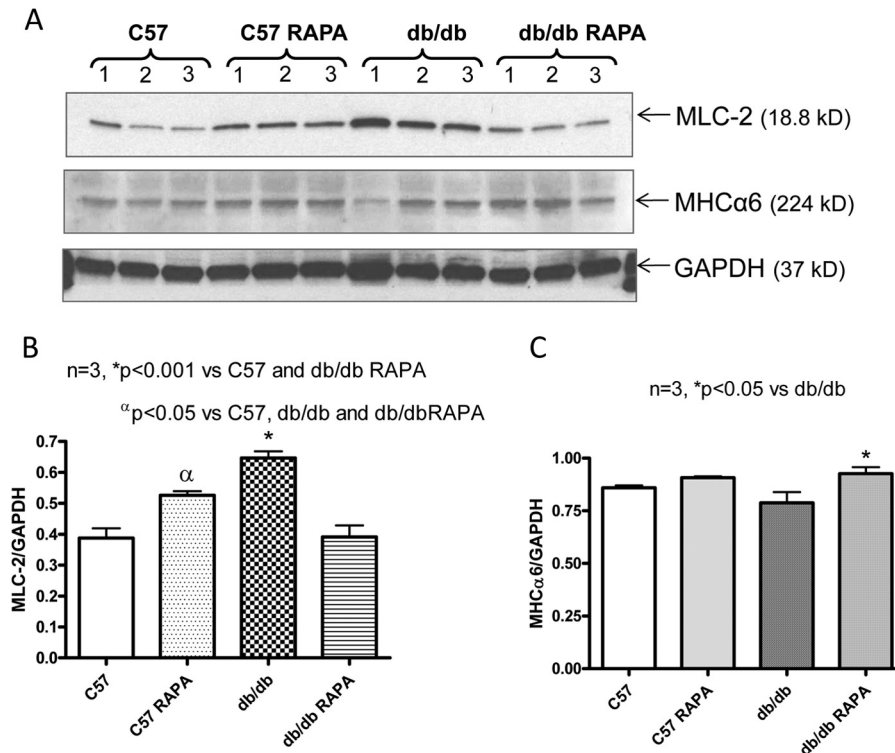 A
C57 C57 RAPA db/db db/db RAPA
1 2 3 1 2 3 1 2 3 1 2 3
MLC-2 (18.8 kD)
MHCα6 (224 kD)
GAPDH (37 kD)
B
n=3, *p<0.001 vs C57 and db/db RAPA
αp<0.05 vs C57, db/db and db/dbRAPA
MLC-2/GAPDH
0.7
0.6
0.5
0.4
0.3
0.2
0.1
0.0
α
*
C57
C57 RAPA
db/db
db/db RAPA
C
n=3, *p<0.05 vs db/db
MHCα6/GAPDH
1.00
0.75
0.50
0.25
0.00
*
C57
C57 RAPA
db/db
db/db RAPA